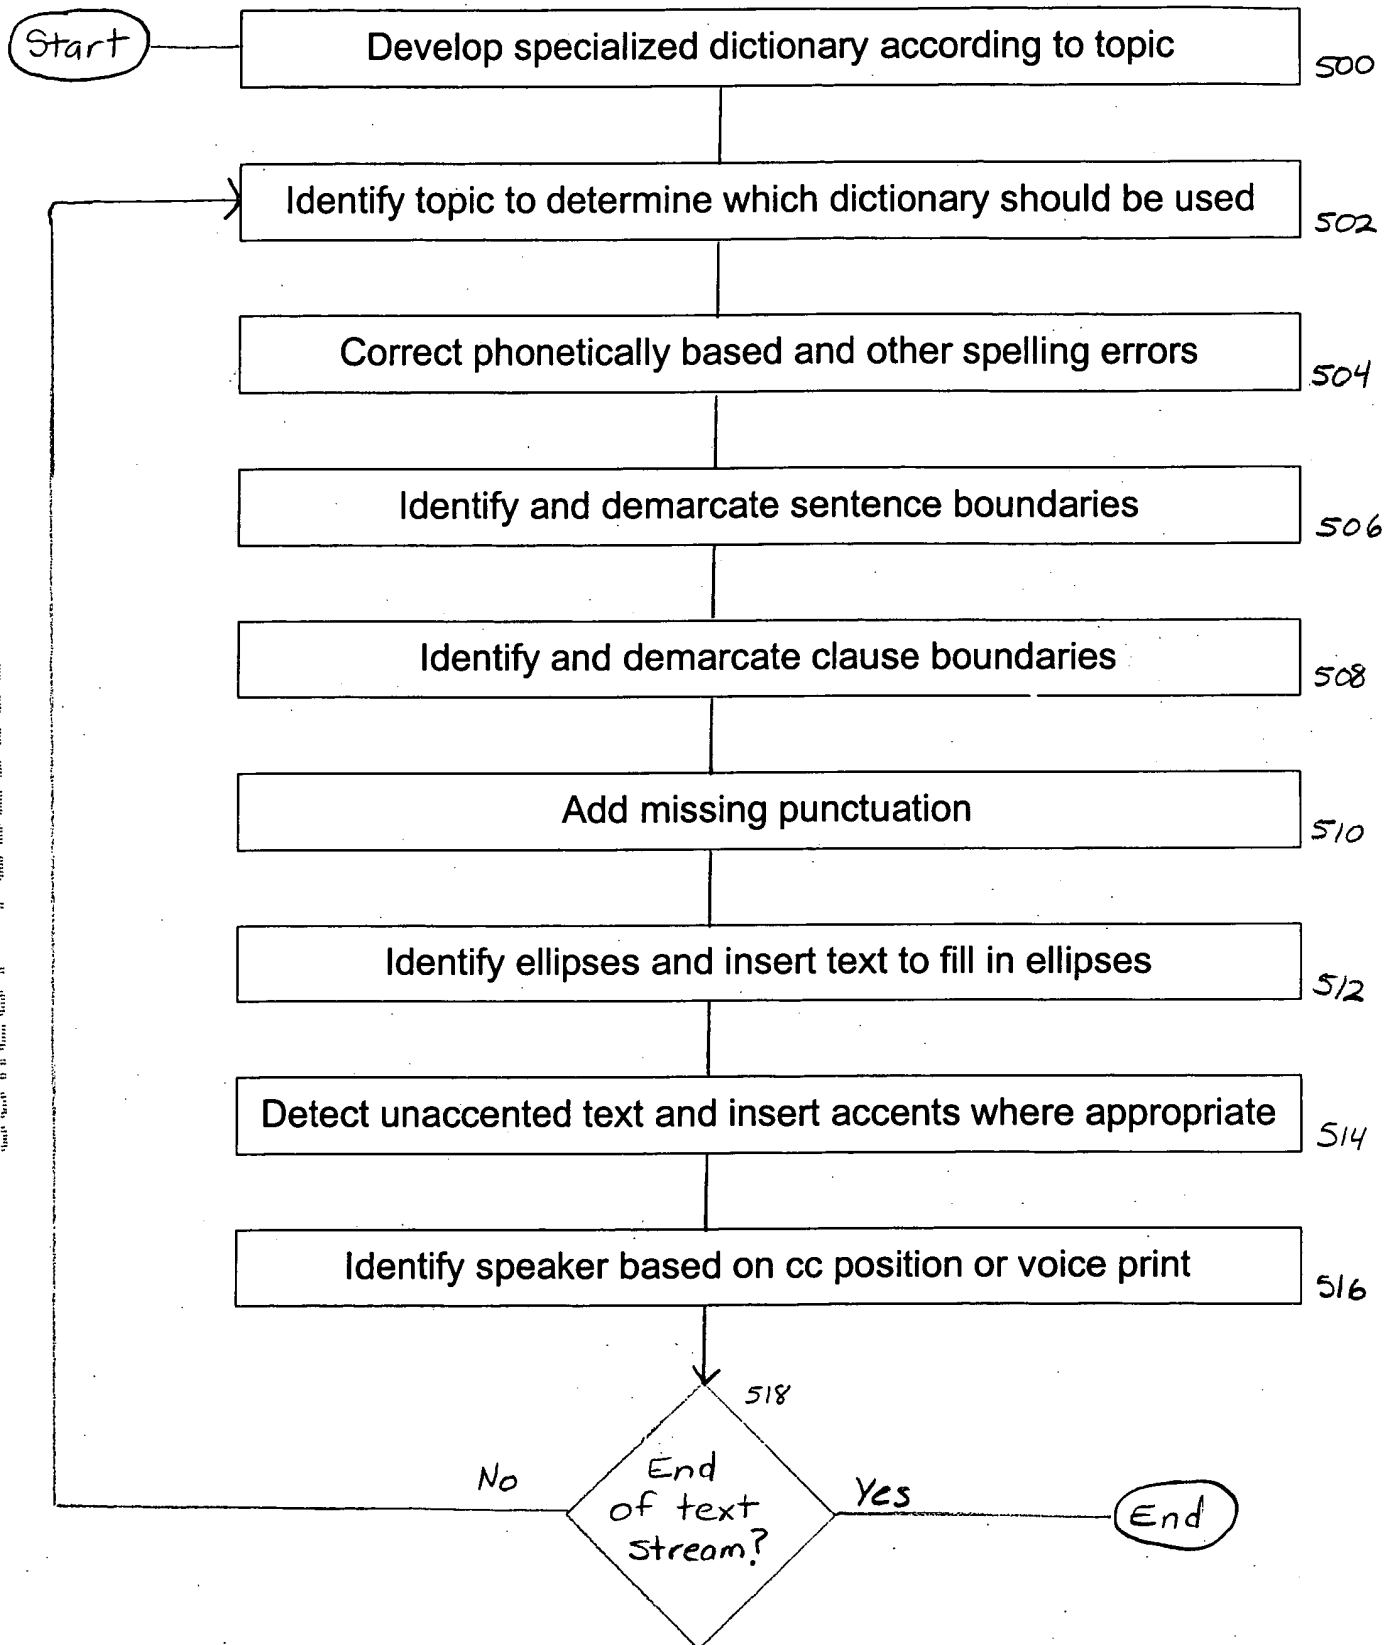 Start
Develop specialized dictionary according to topic
500
Identify topic to determine which dictionary should be used
502
Correct phonetically based and other spelling errors
504
Identify and demarcate sentence boundaries
506
Identify and demarcate clause boundaries
508
Add missing punctuation
510
Identify ellipses and insert text to fill in ellipses
512
Detect unaccented text and insert accents where appropriate
514
Identify speaker based on cc position or voice print
516
518
End
of text
stream?
No
Yes
End